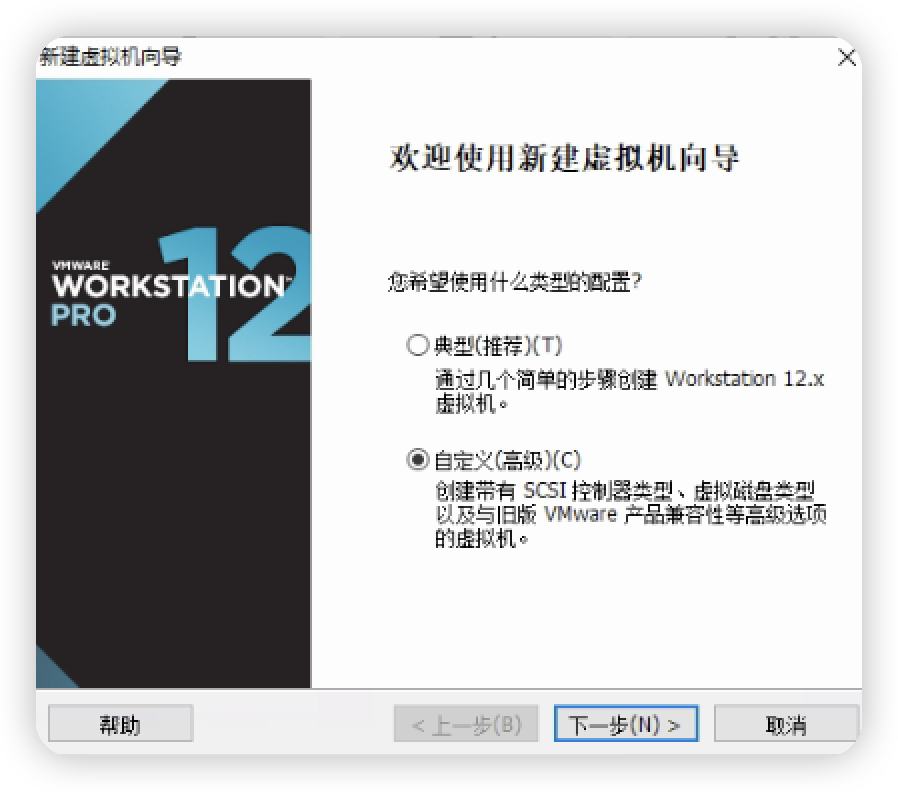 新建虚拟机向导
欢迎使用新建虚拟机向导
12
VMWARE
WORKSTATION™
PRO
您希望使用什么类型的配置?
典型(推荐)(T)
通过几个简单的步骤创建 Workstation 12.x
虚拟机。
自定义(高级)(C)
创建带有 SCSI 控制器类型、虚拟磁盘类型
以及与旧版 VMware 产品兼容性等高级选项
的虚拟机。
帮助
< 上一步(B)
下一步(N) >
取消